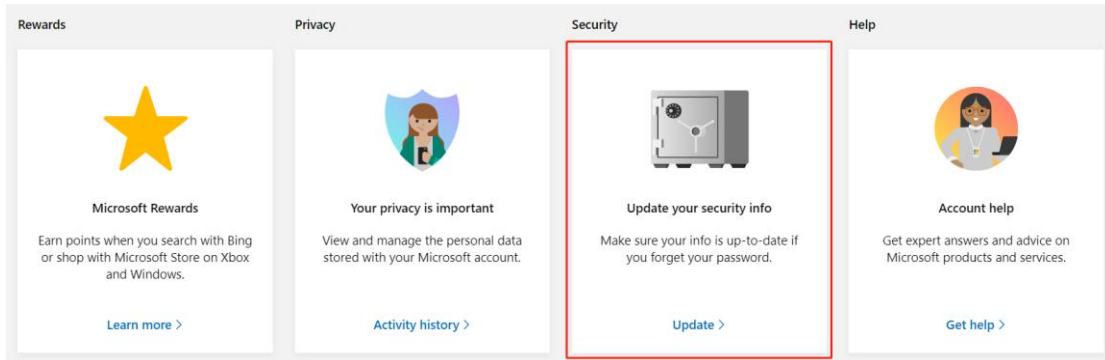 Rewards
Privacy
Security
Help
Microsoft Rewards
Earn points when you search with Bing
or shop with Microsoft Store on Xbox
and Windows.
Learn more >
Your privacy is important
View and manage the personal data
stored with your Microsoft account.
Activity history >
Update your security info
Make sure your info is up-to-date if
you forget your password.
Update >
Account help
Get expert answers and advice on
Microsoft products and services.
Get help >